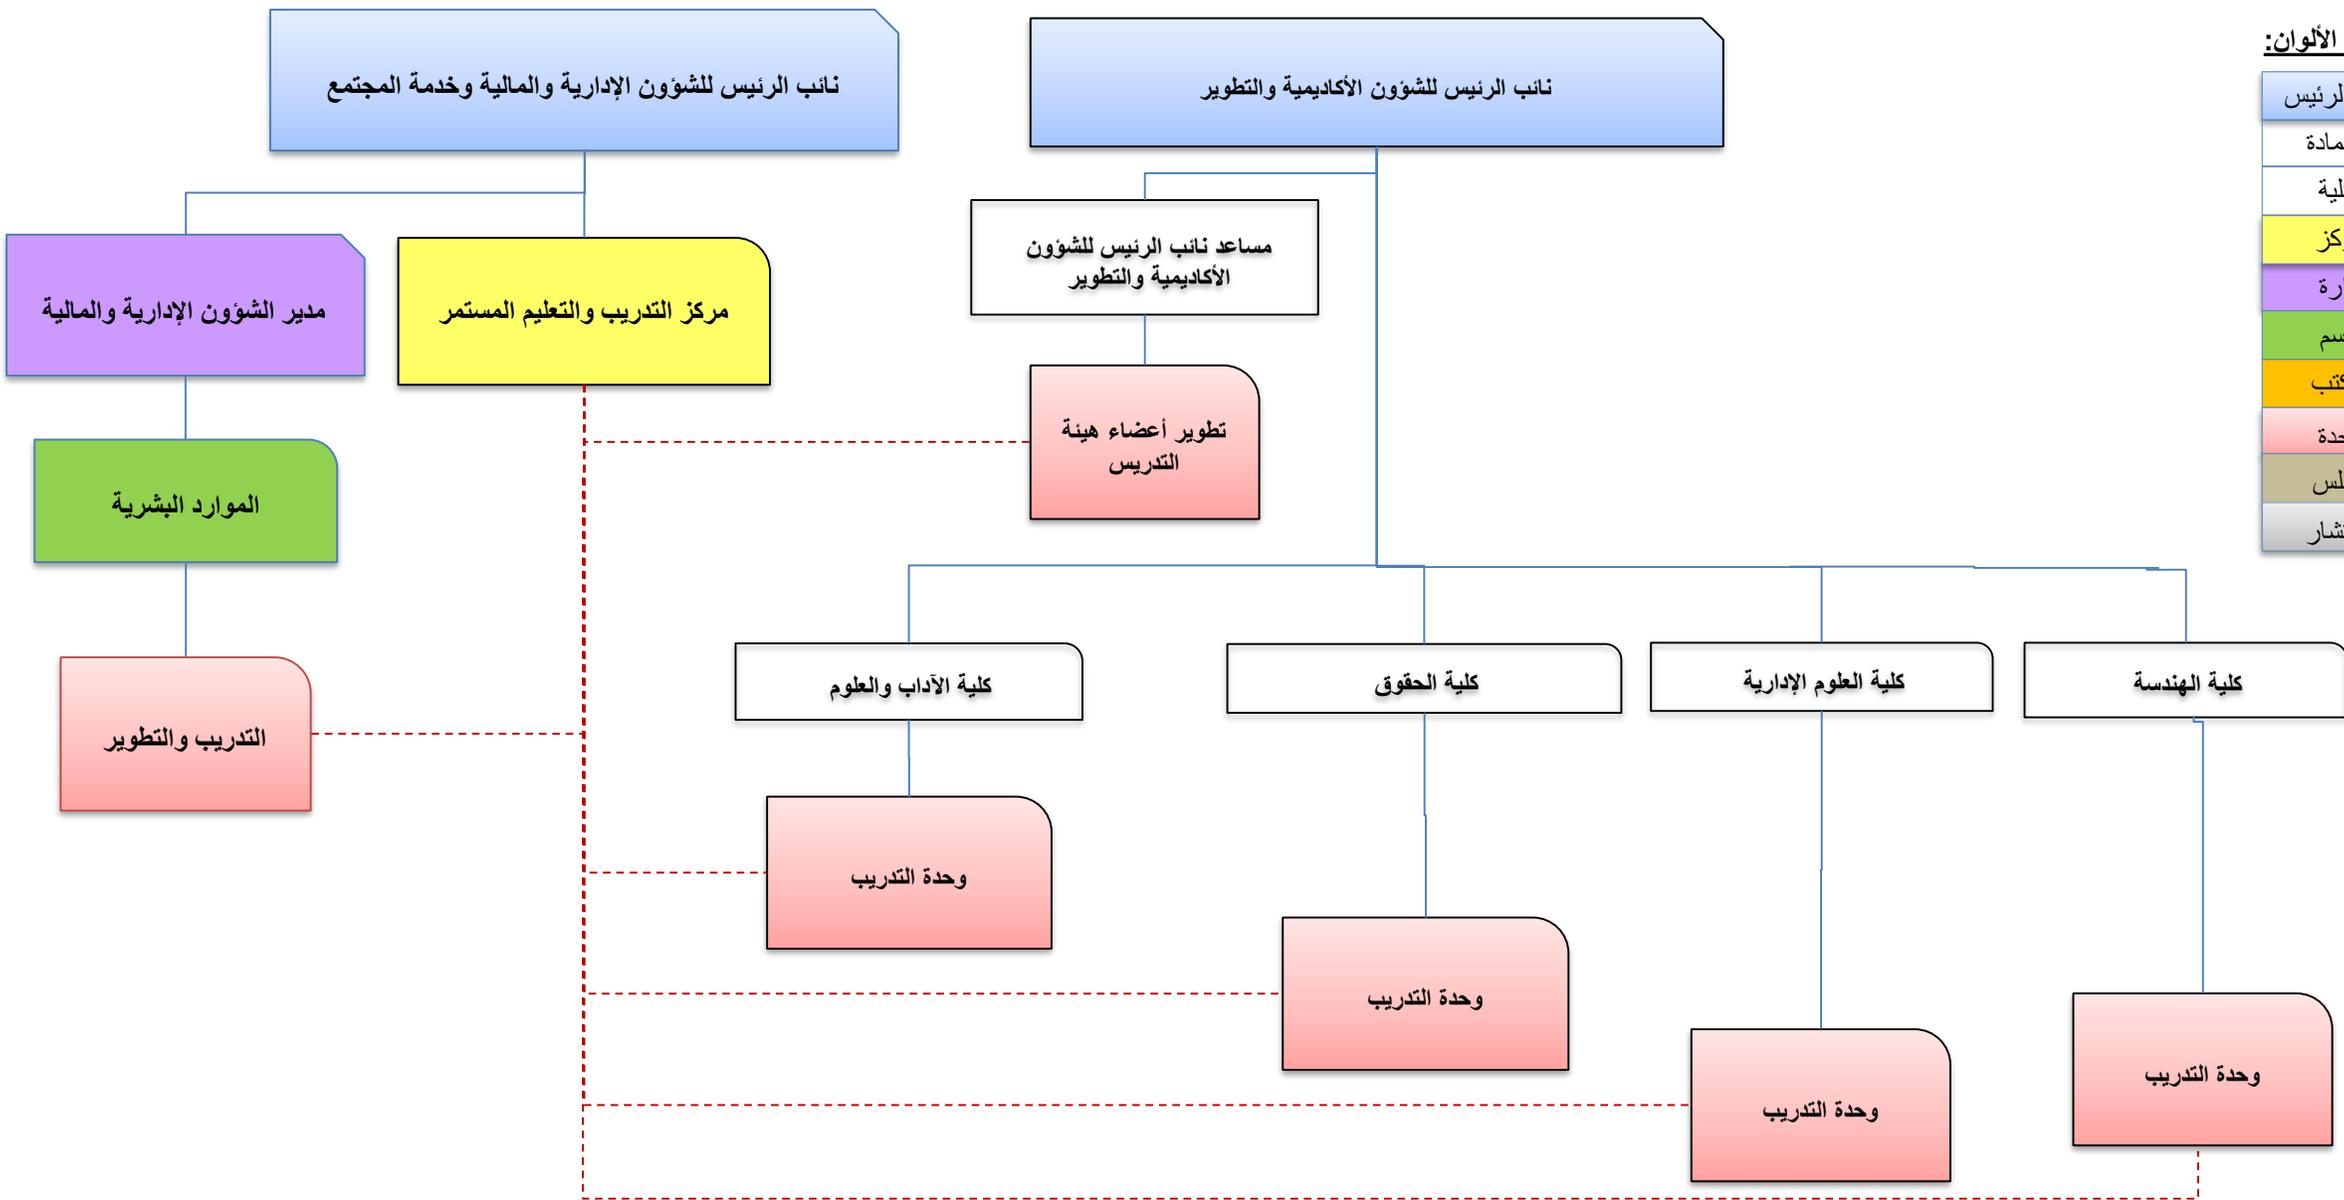 نائب الرئيس للشؤون الأكاديمية والتطوير
نائب الرئيس للشؤون الإدارية والمالية وخدمة المجتمع
الألوان:
الرئيس
مساعد نائب الرئيس للشؤون
الأكاديمية والتطوير
مركز التدريب والتعليم المستمر
مدير الشؤون الإدارية والمالية
تطوير أعضاء هيئة
التدريس
الموارد البشرية
كلية الهندسة
كلية العلوم الإدارية
كلية الحقوق
كلية الآداب والعلوم
التدريب والتطوير
وحدة التدريب
وحدة التدريب
وحدة التدريب
وحدة التدريب